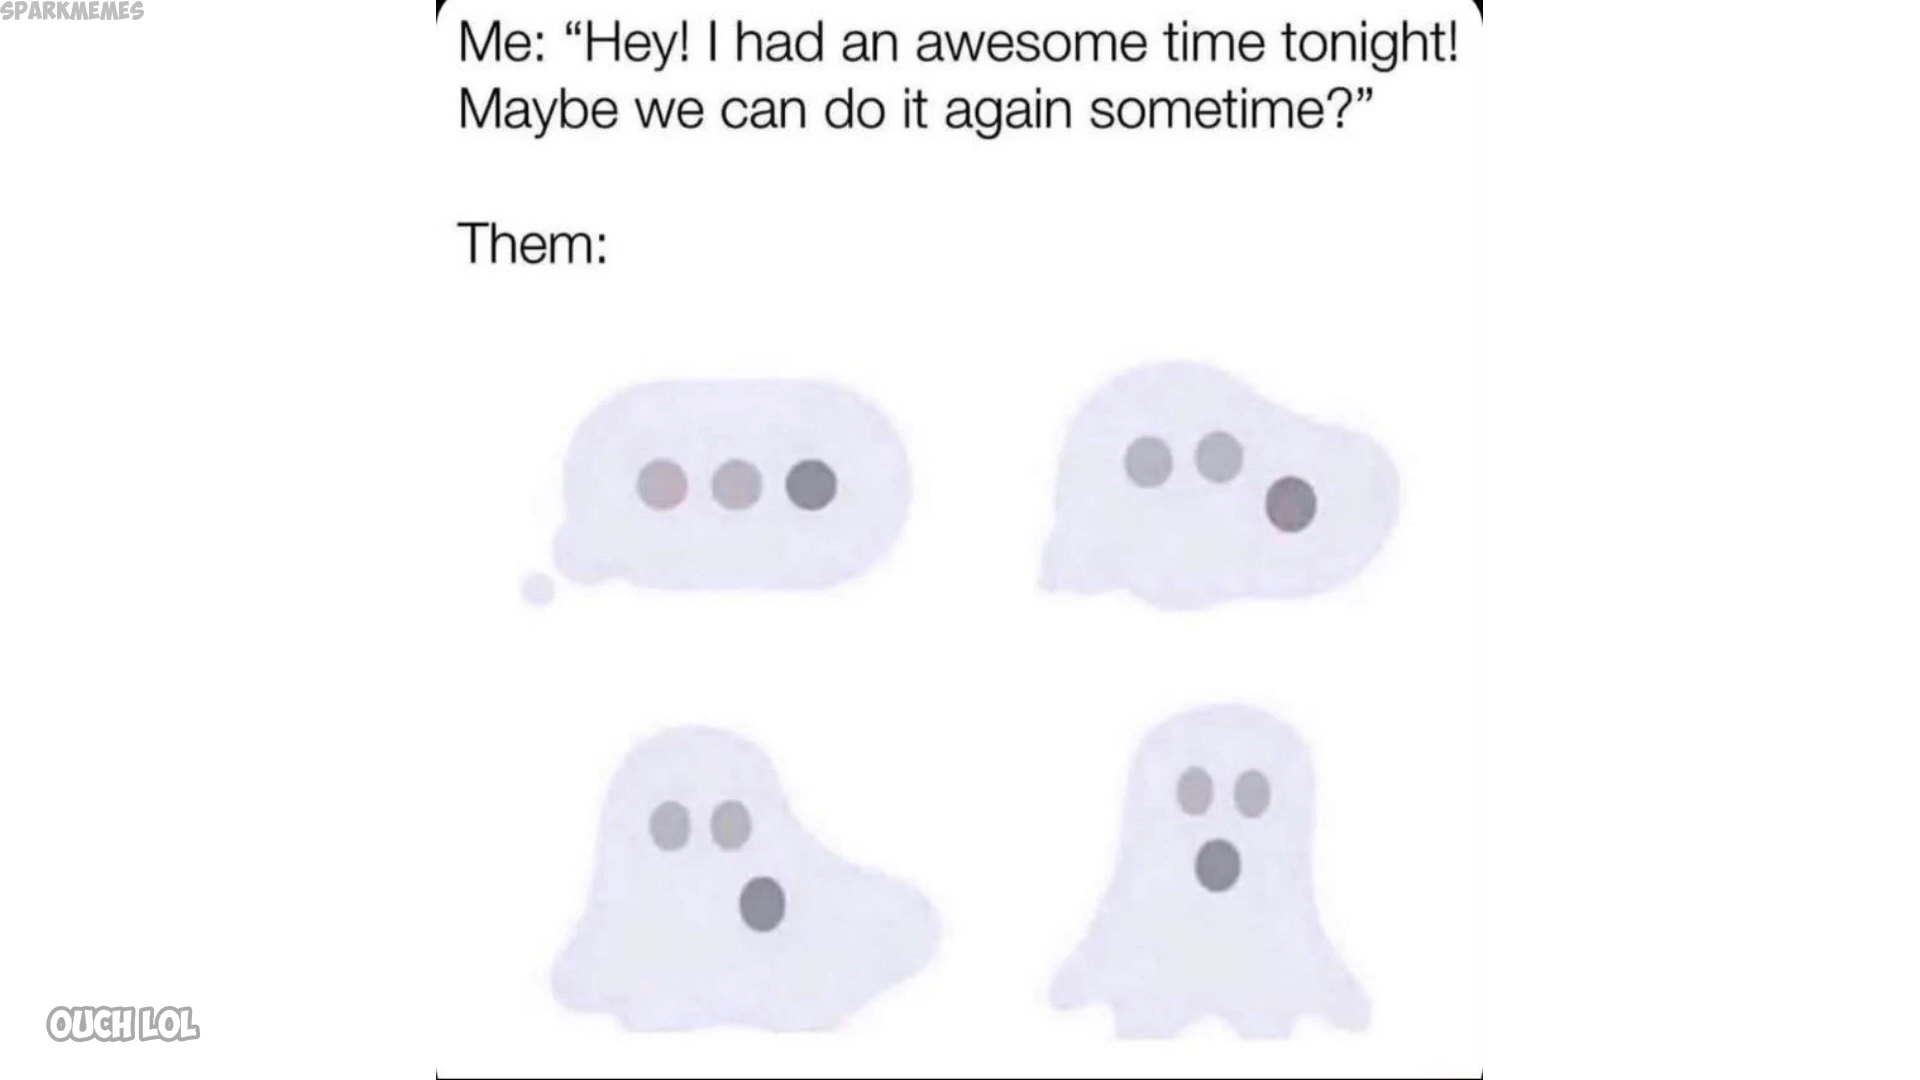 SPARKMEMES
Me: “Hey! I had an awesome time tonight!
Maybe we can do it again sometime?”
Them:
OUCH LOL